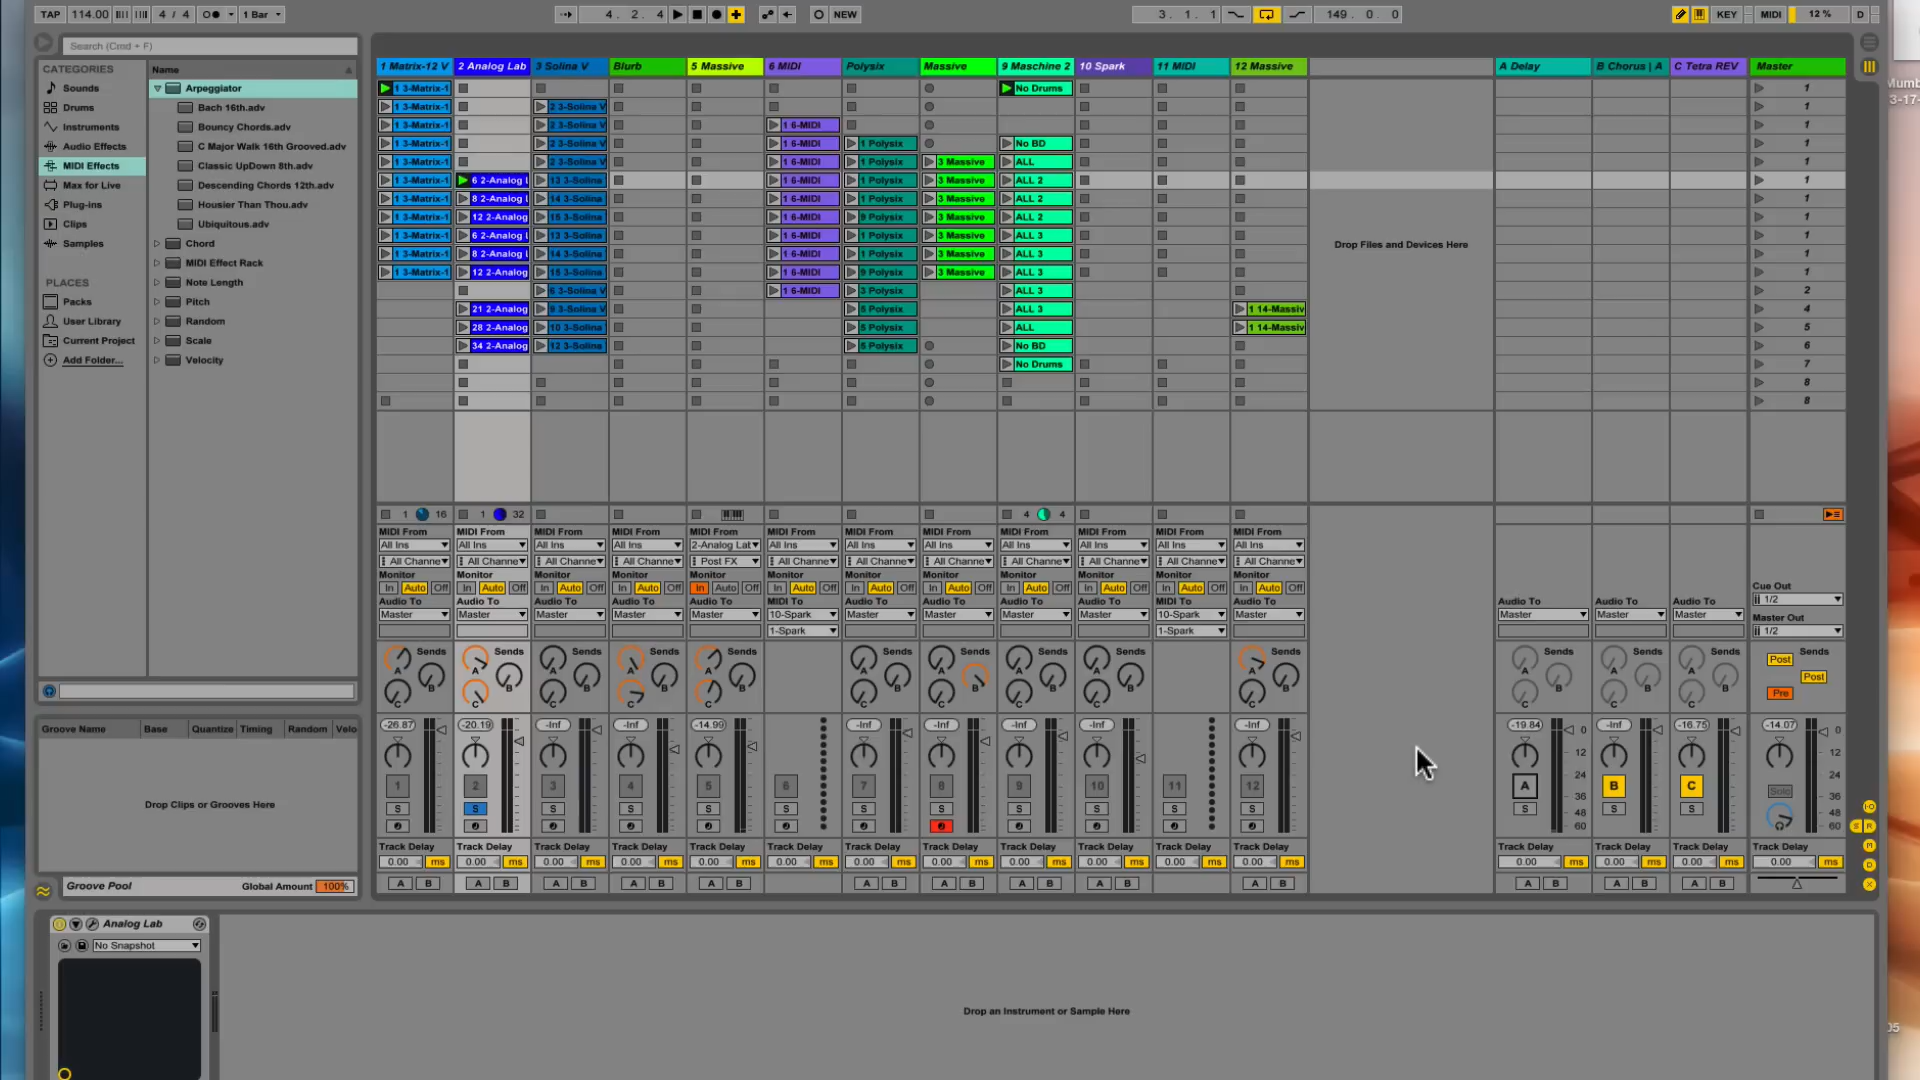 TAP 114.00 4 / 4 1 Bar 4. 2. 4 NEW 3. 1. 1 149. 0. 0 KEY MIDI 12 % D
Search (Cmd + F)
CATEGORIES
Sounds
Drums
Instruments
Audio Effects
MIDI Effects
Max for Live
Plug-ins
Clips
Samples
PLACES
Packs
User Library
Current Project
Add Folder...
Name
Arpeggiator
Bach 16th.adv
Bouncy Chords.adv
C Major Walk 16th Grooved.adv
Classic UpDown 8th.adv
Descending Chords 12th.adv
Housier Than Thou.adv
Ubiquitous.adv
Chord
MIDI Effect Rack
Note Length
Pitch
Random
Scale
Velocity
1 Matrix-12 V 2 Analog Lab 3 Solina V Blurb 5 Massive 6 MIDI Polysix Massive 9 Maschine 2 10 Spark 11 MIDI 12 Massive A Delay B Chorus | A C Tetra REV Master
1 3-Matrix-1 No Drums 1
1 3-Matrix-1 2 3-Solina V 1
1 3-Matrix-1 2 3-Solina V 1 6-MIDI 1
1 3-Matrix-1 2 3-Solina V 1 6-MIDI 1 Polysix No BD 1
1 3-Matrix-1 2 3-Solina V 1 6-MIDI 1 Polysix 3 Massive ALL 1
1 3-Matrix-1 6 2-Analog L 13 3-Solina 1 6-MIDI 1 Polysix 3 Massive ALL 2 1
1 3-Matrix-1 8 2-Analog 14 3-Solina 1 6-MIDI 1 Polysix 3 Massive ALL 2 1
1 3-Matrix-1 12 2-Analog 15 3-Solina 1 6-MIDI 9 Polysix 3 Massive ALL 2 1
1 3-Matrix-1 6 2-Analog L 13 3-Solina 1 6-MIDI 1 Polysix 3 Massive ALL 3 1
1 3-Matrix-1 8 2-Analog 14 3-Solina 1 6-MIDI 1 Polysix 3 Massive ALL 3 1
1 3-Matrix-1 12 2-Analog 15 3-Solina 1 6-MIDI 9 Polysix 3 Massive ALL 3 1
6 3-Solina V 1 6-MIDI 3 Polysix ALL 3 2
21 2-Analog 9 3-Solina V 5 Polysix ALL 3 1 14-Massiv 4
28 2-Analog 10 3-Solina 5 Polysix ALL 1 14-Massiv 5
34 2-Analog 12 3-Solina 5 Polysix No BD 6
No Drums 7
8
8
Drop Files and Devices Here
1 16 1 32 4 4
MIDI From MIDI From MIDI From MIDI From MIDI From MIDI From MIDI From MIDI From MIDI From MIDI From MIDI From MIDI From
All Ins All Ins All Ins All Ins 2-Analog Lab All Ins All Ins All Ins All Ins All Ins All Ins All Ins
All Channe All Channe All Channe All Channe Post FX All Channe All Channe All Channe All Channe All Channe All Channe All Channe
Monitor Monitor Monitor Monitor Monitor Monitor Monitor Monitor Monitor Monitor Monitor Monitor
In Auto Off In Auto Off In Auto Off In Auto Off In Auto Off In Auto Off In Auto Off In Auto Off In Auto Off In Auto Off In Auto Off In Auto Off
Audio To Audio To Audio To Audio To Audio To MIDI To Audio To Audio To Audio To Audio To MIDI To Audio To Audio To Audio To Audio To
Master Master Master Master Master 10-Spark Master Master Master Master 10-Spark Master Master Master Master
1-Spark 1-Spark
Cue Out
1/2
Master Out
1/2
Sends Sends Sends Sends Sends Sends Sends Sends Sends Sends Sends Sends Sends Sends
A B C A B C A B C A B C A B C A B C A B C A B C A B C A B C A B C A B C A B C
Post
Post
Pre
-26.87 -20.19 -Inf -Inf -14.99 -Inf -Inf -Inf -Inf -Inf -19.84 -Inf -16.75 -14.07
0 12 24 36 48 60
0 12 24 36 48 60
1 2 3 4 5 6 7 8 9 10 11 12 A B C Solo
S S S S S S S S S S S S S S S
Track Delay Track Delay Track Delay Track Delay Track Delay Track Delay Track Delay Track Delay Track Delay Track Delay Track Delay Track Delay Track Delay Track Delay Track Delay Track Delay
0.00 ms 0.00 ms 0.00 ms 0.00 ms 0.00 ms 0.00 ms 0.00 ms 0.00 ms 0.00 ms 0.00 ms 0.00 ms 0.00 ms 0.00 ms 0.00 ms 0.00 ms 0.00 ms
A B A B A B A B A B A B A B A B A B A B A B A B A B
Groove Name Base Quantize Timing Random Velo
Drop Clips or Grooves Here
Groove Pool Global Amount 100%
Analog Lab
No Snapshot
Drop an Instrument or Sample Here
3-17-
05